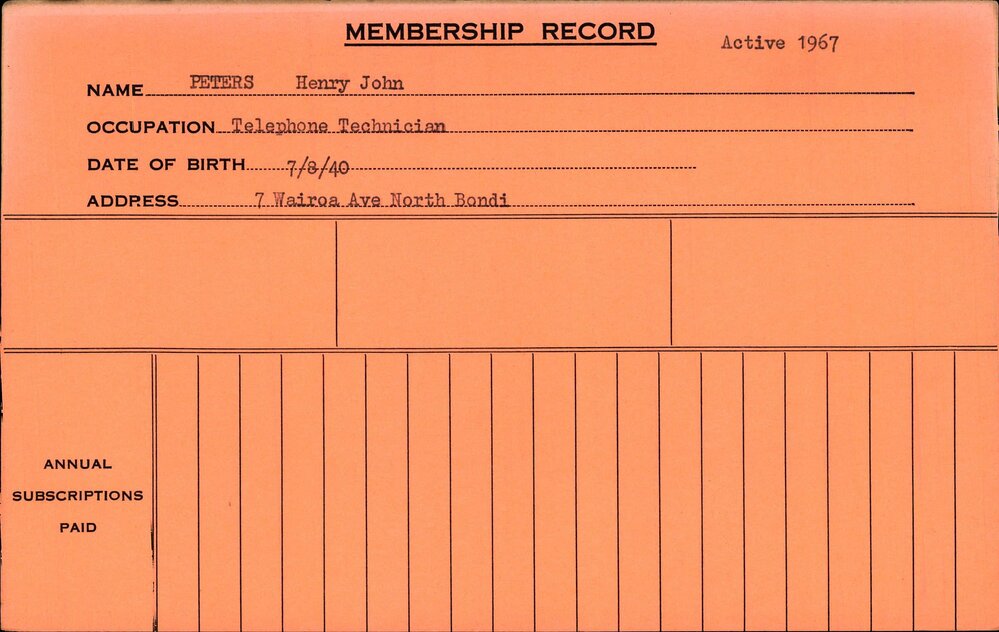 MEMBERSHIP RECORD
Active 1967
NAME PETERS Henry John
OCCUPATION Telephone Technician
DATE OF BIRTH 7/8/40
ADDRESS 7 Wairoa Ave North Bondi
ANNUAL
SUBSCRIPTIONS
PAID